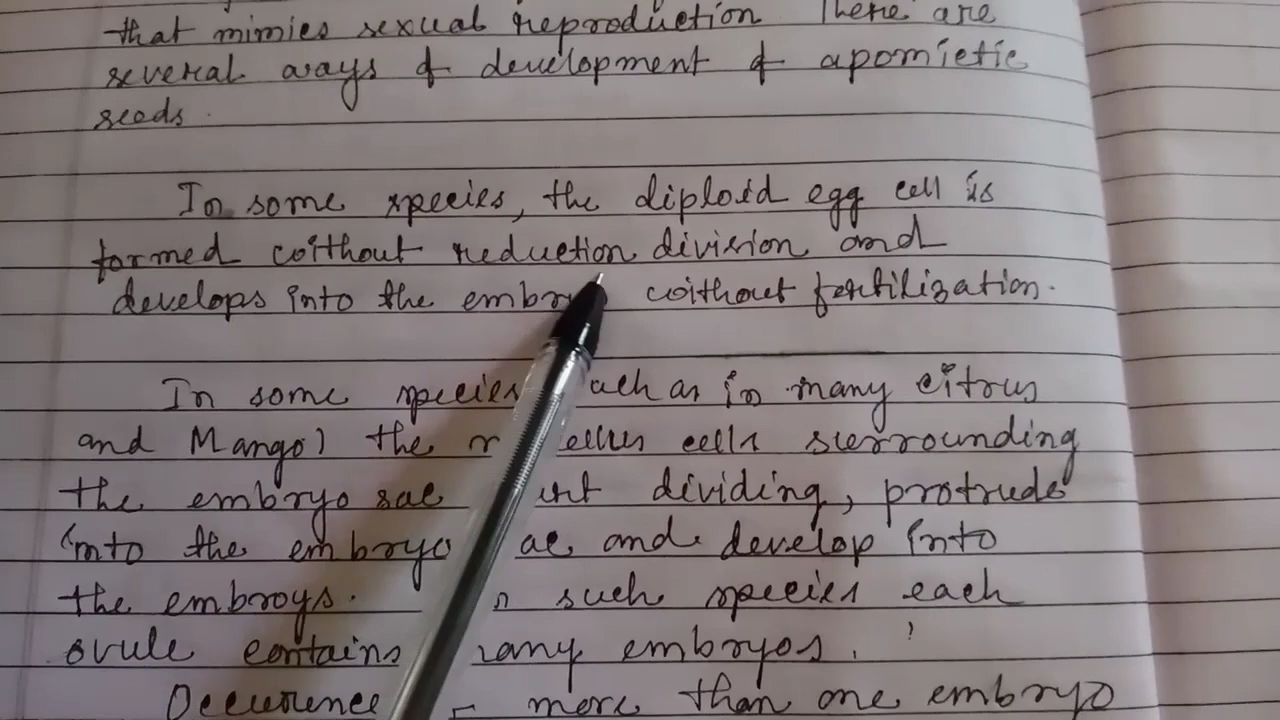 that mimies sexual reproduction There are
several ways of development of apomictic
seeds.
In some species, the diploid egg cell is
formed without reduction division and
develops into the embry without fertilization.
In some species as in many citrus
and Mango) the cells surrounding
the embryo sac dividing, protrude
into the embryo and develop into
the embroys. such species each
ovule contains embryos.
Occurrence more than one embryo